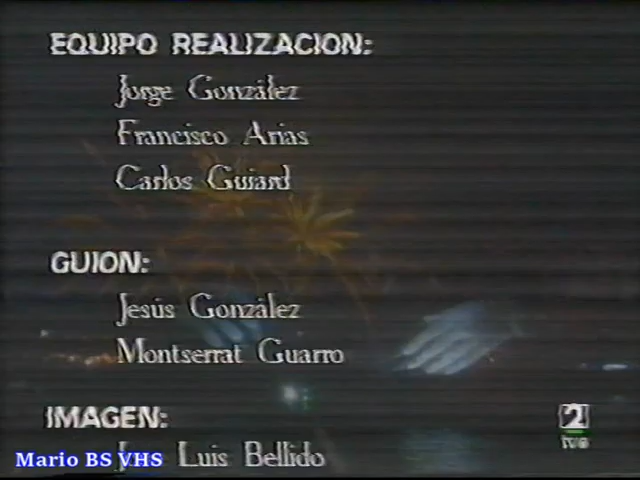 EQUIPO REALIZACION:
Jorge González
Francisco Arias
Carlos Guiard
GUION:
Jesús González
Montserrat Guarro
IMAGEN:
Luis Bellido
Mario BS VHS
2
tve